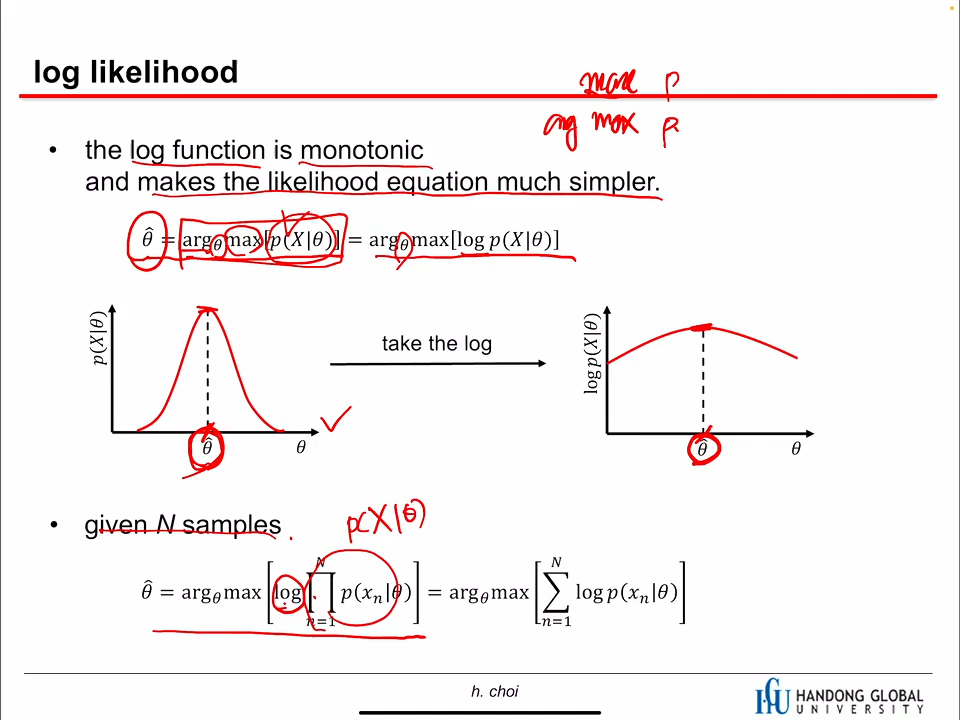 log likelihood
max p
arg max p
• the log function is monotonic
and makes the likelihood equation much simpler.
θ̂ = arg_θ max[p(X|θ)] = arg_θ max[log p(X|θ)]
p(X|θ)
θ̂
θ
take the log
log p(X|θ)
θ̂
θ
• given N samples
p(X|θ)
θ̂ = arg_θ max [log ∏_{n=1}^{N} p(x_n|θ)] = arg_θ max [∑_{n=1}^{N} log p(x_n|θ)]
h. choi
HGU HANDONG GLOBAL
UNIVERSITY